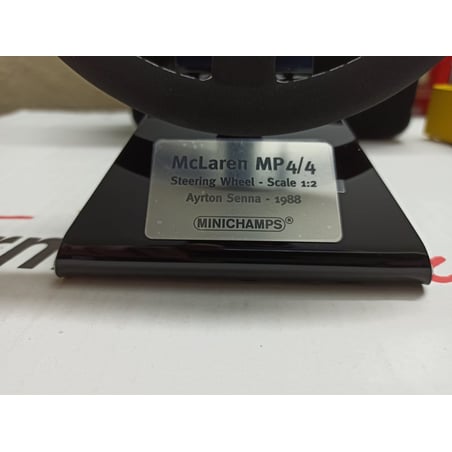 McLaren MP4/4
Steering Wheel - Scale 1:2
Ayrton Senna - 1988
MINICHAMPS®